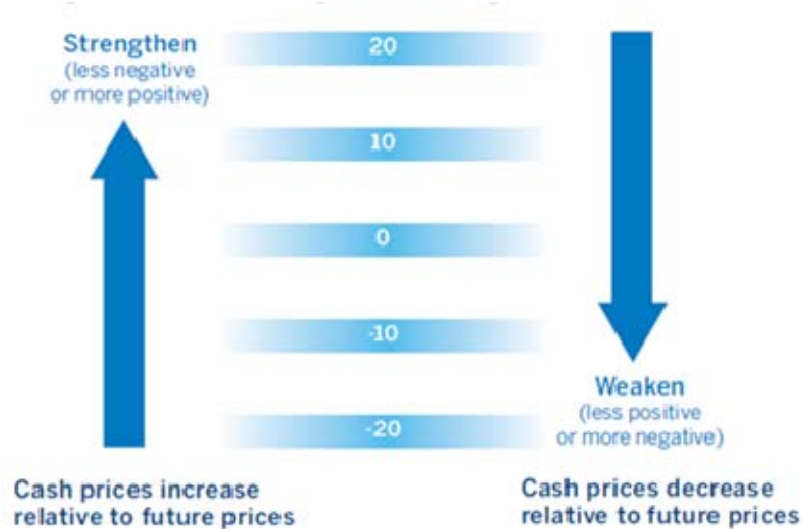 Strengthen
(less negative
or more positive)
20
10
0
-10
-20
Weaken
(less positive
or more negative)
Cash prices increase
relative to future prices
Cash prices decrease
relative to future prices